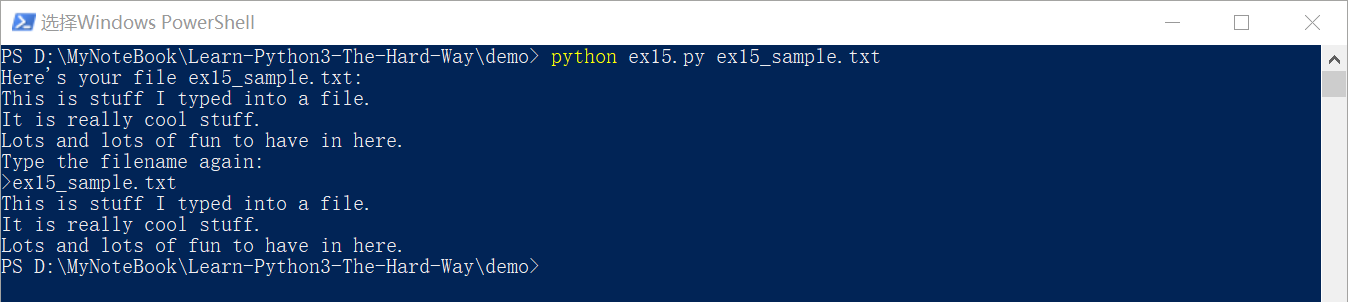 选择Windows PowerShell
PS D:\MyNoteBook\Learn-Python3-The-Hard-Way\demo> python ex15.py ex15_sample.txt
Here's your file ex15_sample.txt:
This is stuff I typed into a file.
It is really cool stuff.
Lots and lots of fun to have in here.
Type the filename again:
>ex15_sample.txt
This is stuff I typed into a file.
It is really cool stuff.
Lots and lots of fun to have in here.
PS D:\MyNoteBook\Learn-Python3-The-Hard-Way\demo>